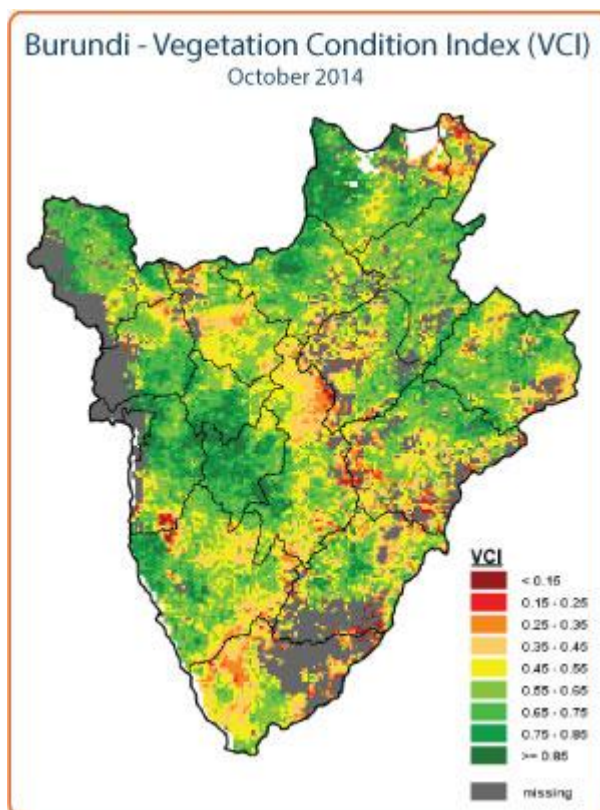 Burundi - Vegetation Condition Index (VCI)
October 2014
VCI
< 0.15
0.15 - 0.25
0.25 - 0.35
0.35 - 0.45
0.45 - 0.55
0.55 - 0.65
0.65 - 0.75
0.75 - 0.85
>= 0.85
missing